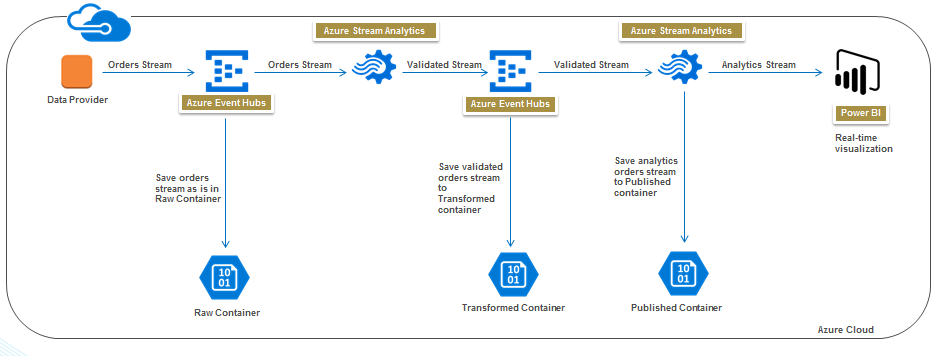 Azure Stream Analytics
Azure Stream Analytics
Orders Stream
Orders Stream
Validated Stream
Validated Stream
Analytics Stream
Data Provider
Azure Event Hubs
Azure Event Hubs
Power BI
Real-time
visualization
Save orders
stream as is in
Raw Container
Save validated
orders stream
to
Transformed
container
Save analytics
orders stream
to Published
container
10
01
10
01
10
01
Raw Container
Transformed Container
Published Container
Azure Cloud